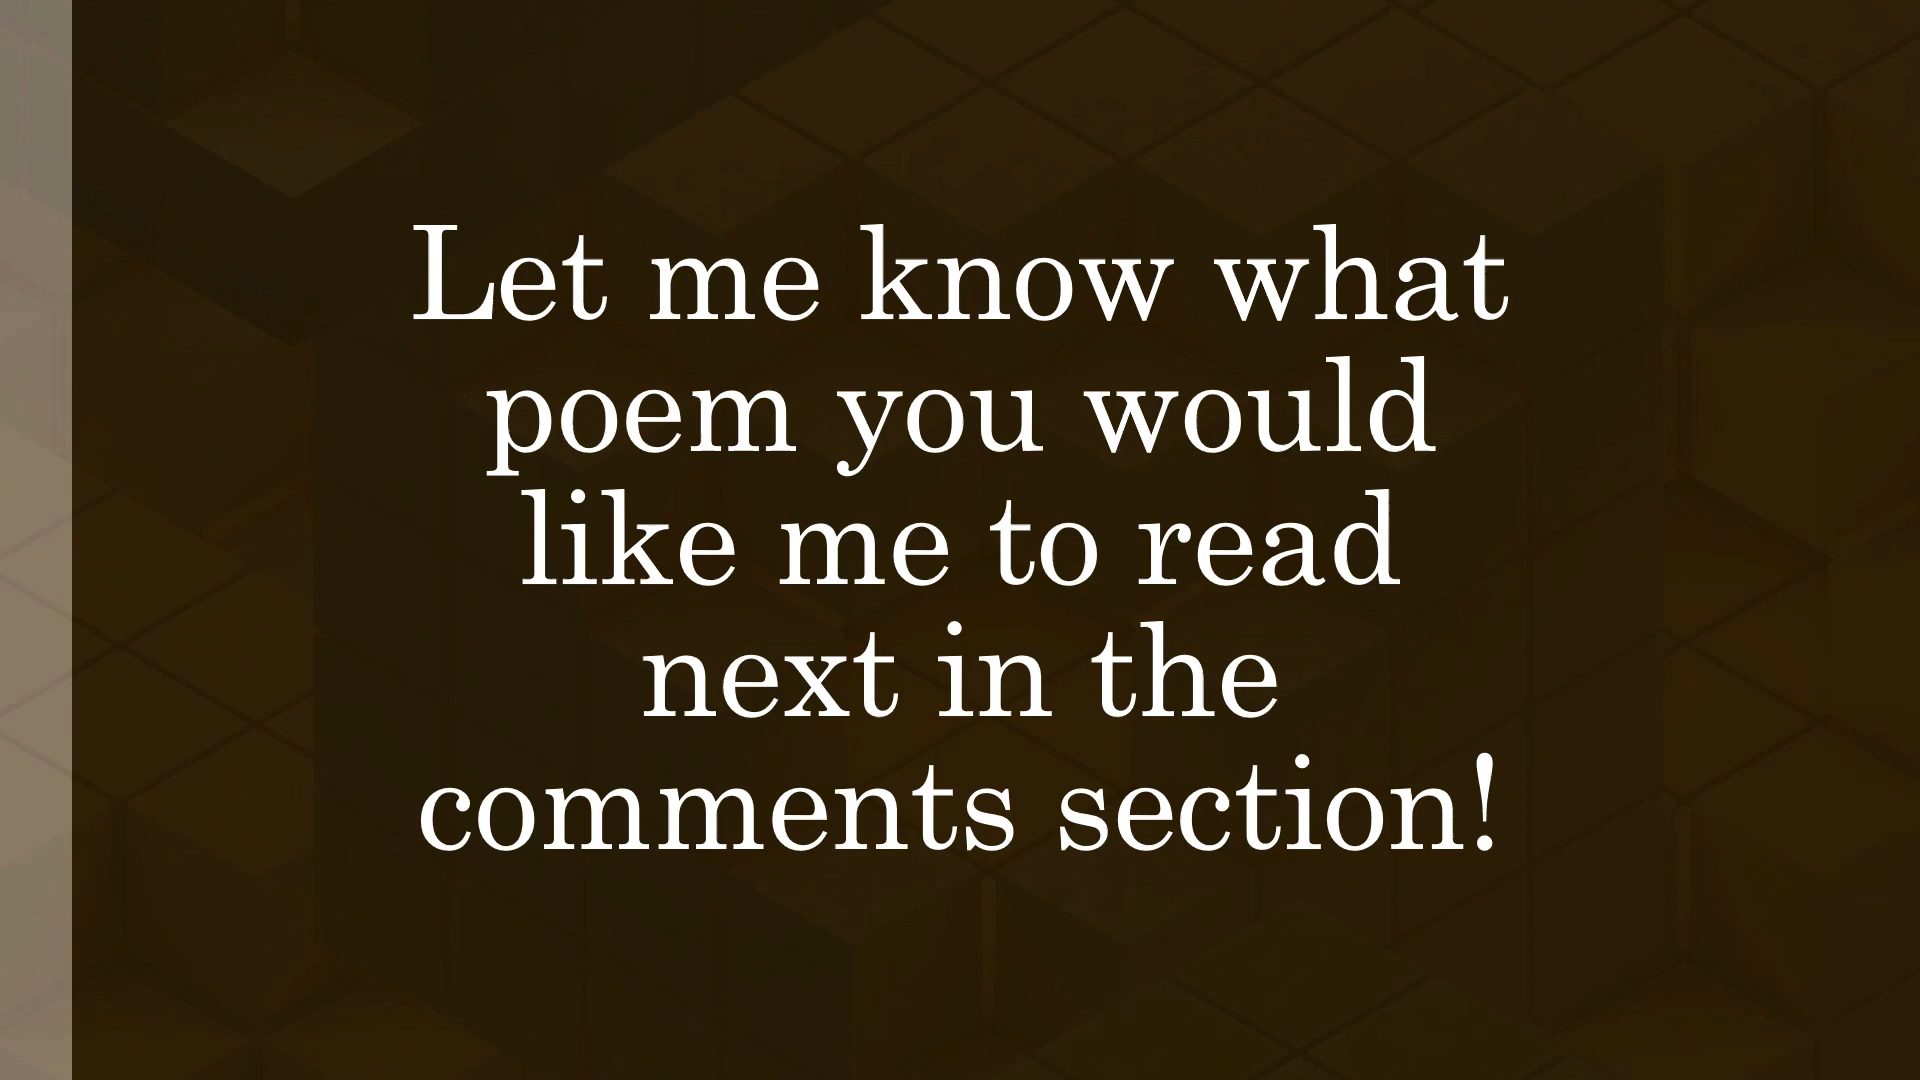 Let me know what
poem you would
like me to read
next in the
comments section!